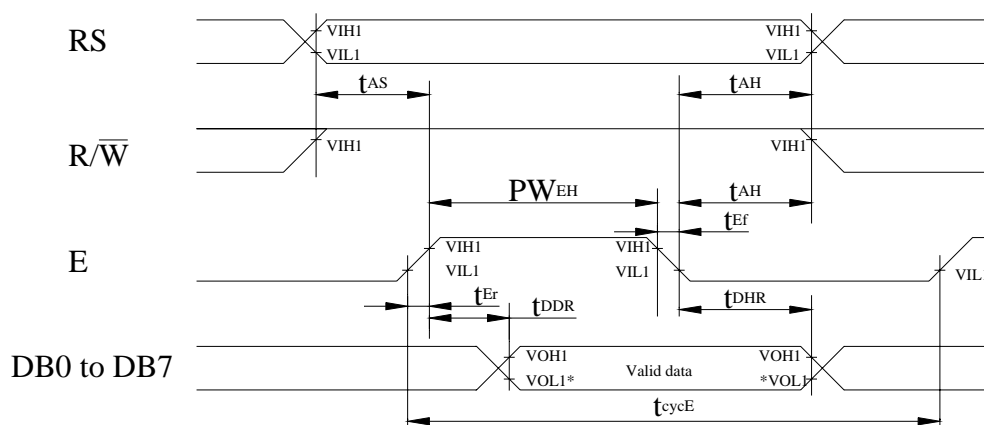 RS
VIH1
VIH1
VIL1
VIL1
tAS
tAH
R/W̅
VIH1
VIH1
PWEH
tAH
tEf
E
VIH1
VIH1
VIL1
VIL1
VIL1
tEr
tDDR
tDHR
DB0 to DB7
VOH1
VOH1
VOL1*
Valid data
*VOL1
tcycE